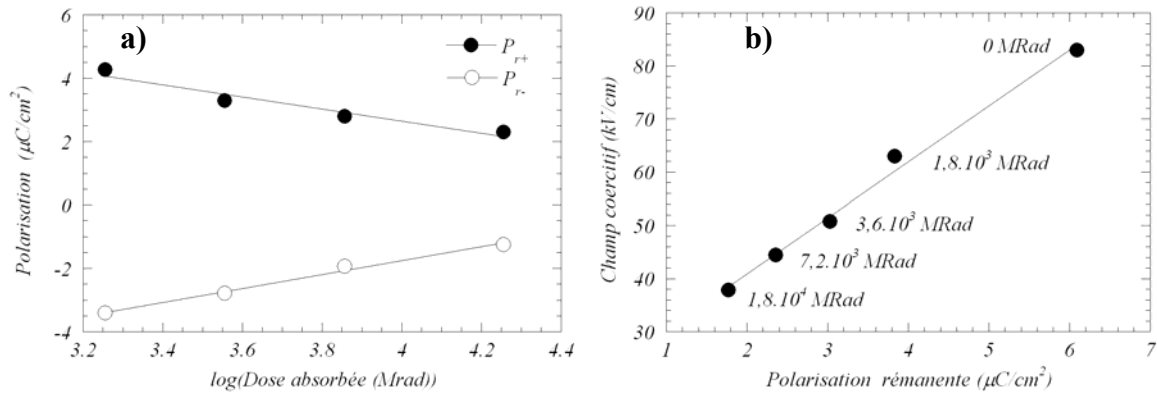 a)
P_{r+}
P_{r-}
6
4
2
0
-2
-4
3.2 3.4 3.6 3.8 4 4.2 4.4
Polarisation (μC/cm²)
log(Dose absorbée (Mrad))
b)
90
80
70
60
50
40
30
1 2 3 4 5 6 7
Champ coercitif (kV/cm)
Polarisation rémanente (μC/cm²)
0 MRad
1,8.10³ MRad
3,6.10³ MRad
7,2.10³ MRad
1,8.10⁴ MRad